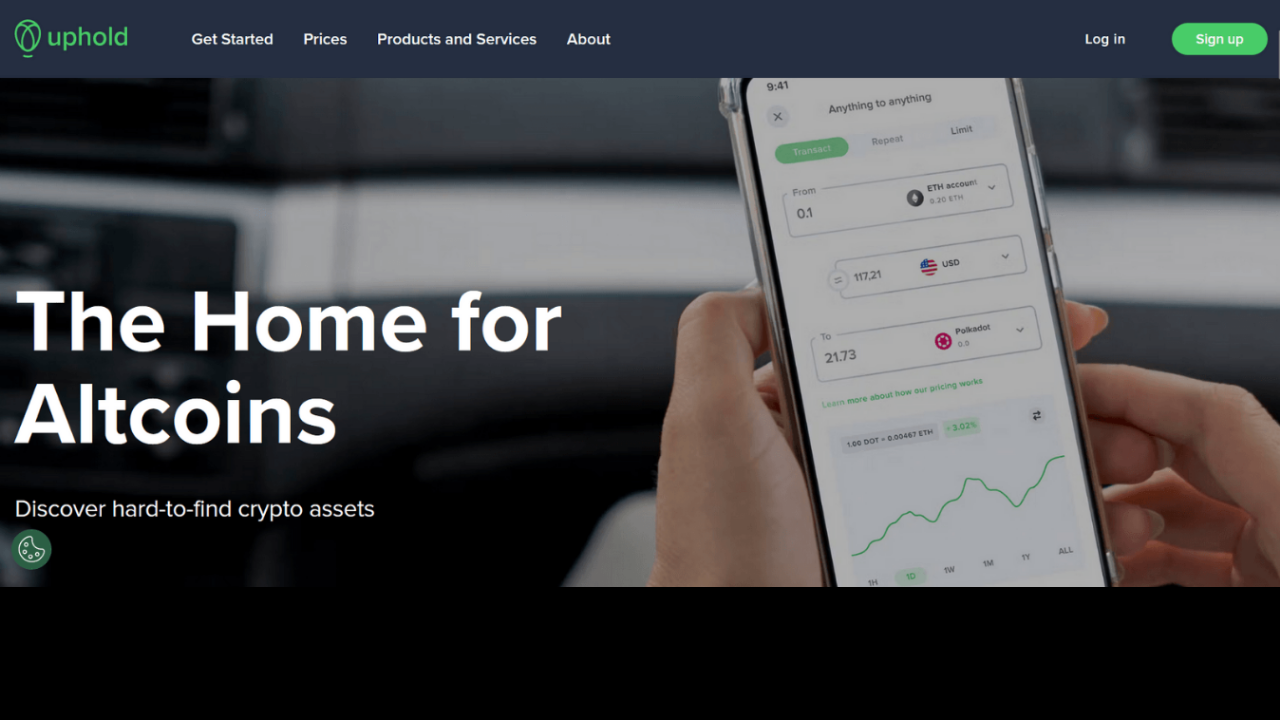 uphold
Get Started
Prices
Products and Services
About
Log in
Sign up
9:41
Anything to anything
Transact
Repeat
Limit
From
0.1
ETH account
0.20 ETH
117,21
USD
To
21.73
Polkadot
0.0
Learn more about how our pricing works
1.00 DOT = 0.00467 ETH
3.02%
1H
1D
1W
1M
1Y
ALL
The Home for
Altcoins
Discover hard-to-find crypto assets